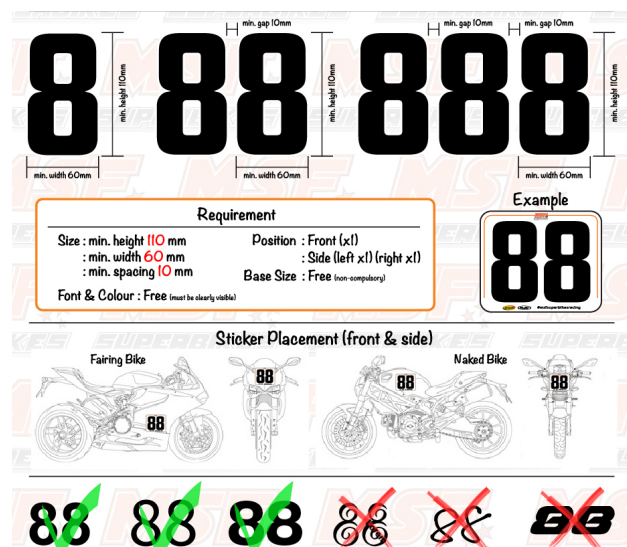 min. gap 10mm
min. gap 10mm
min. gap 10mm
8
88
888
min. height 110mm
min. height 110mm
min. height 110mm
min. width 60mm
min. width 60mm
min. width 60mm
Requirement
Size : min. height 110 mm
: min. width 60 mm
: min. spacing 10 mm
Font & Colour : Free (must be clearly visible)
Position : Front (x1)
: Side (left x1) (right x1)
Base Size : Free (non-compulsory)
Example
MSF
88
#msfsuperbikesracing
Sticker Placement (front & side)
Fairing Bike
Naked Bike
88
88
88
88
88
88
88
88
88
88